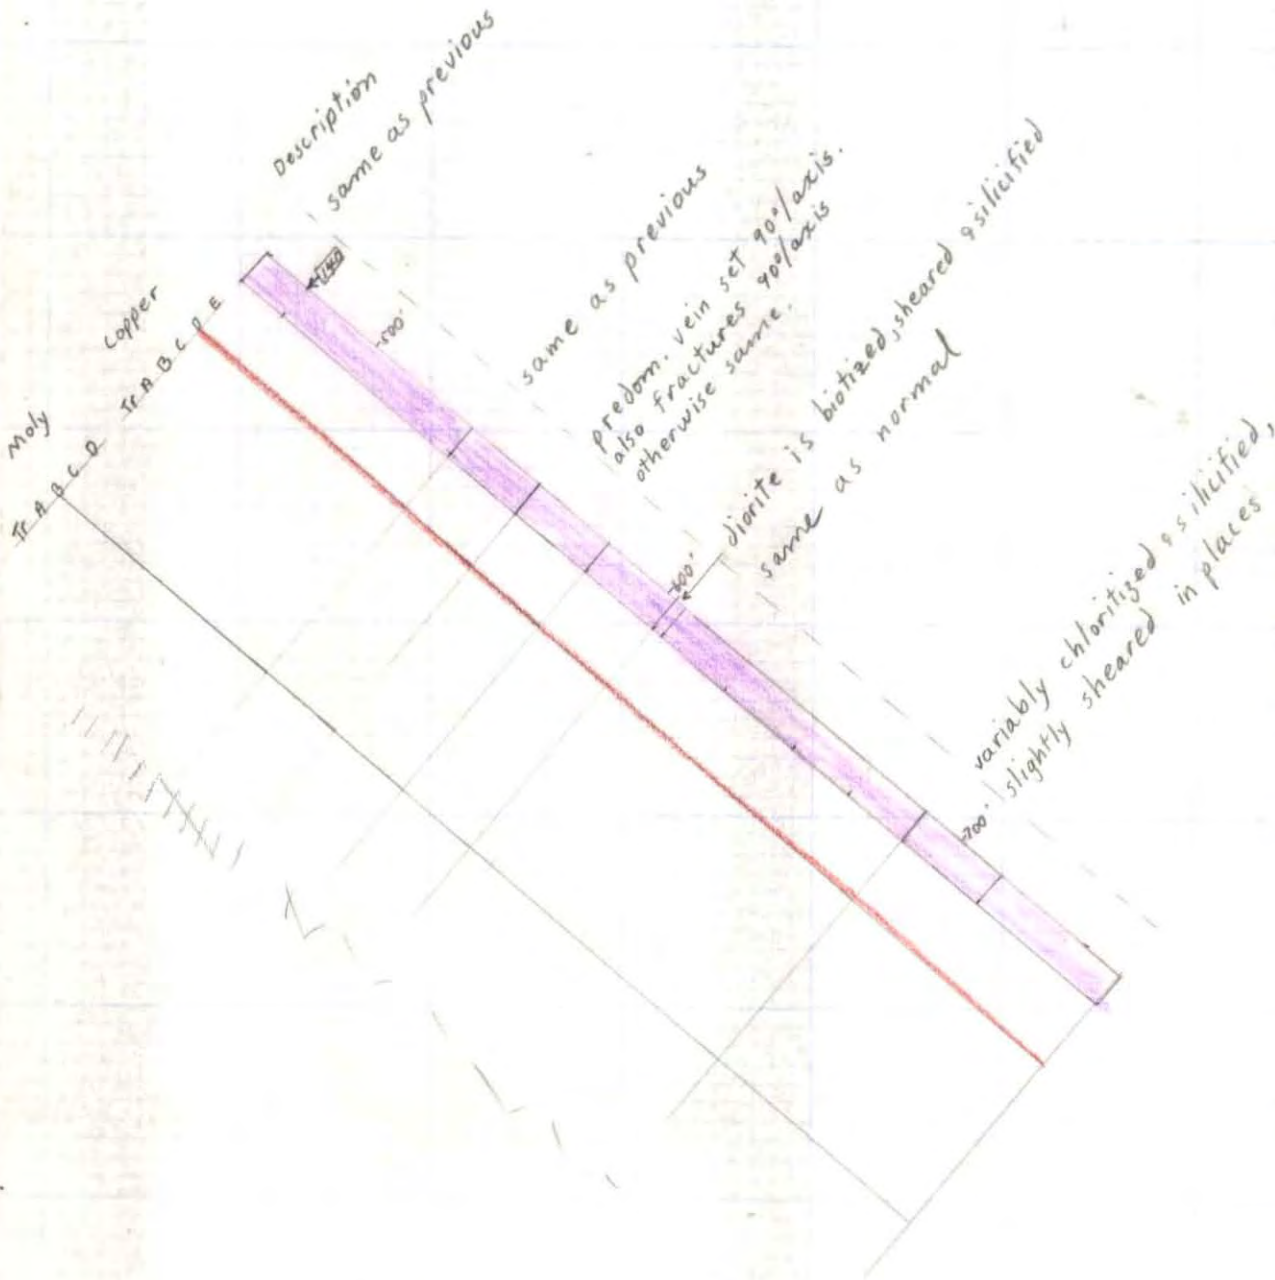 Description
same as previous
500'
same as previous
predom. vein set 90°/axis.
also fractures 90°/axis
otherwise same.
600'
diorite is biotized, sheared & silicified
same as normal
700'
variably chloritized & silicified,
slightly sheared in places
Copper
Tr A B C D E
Moly
Tr A B C D